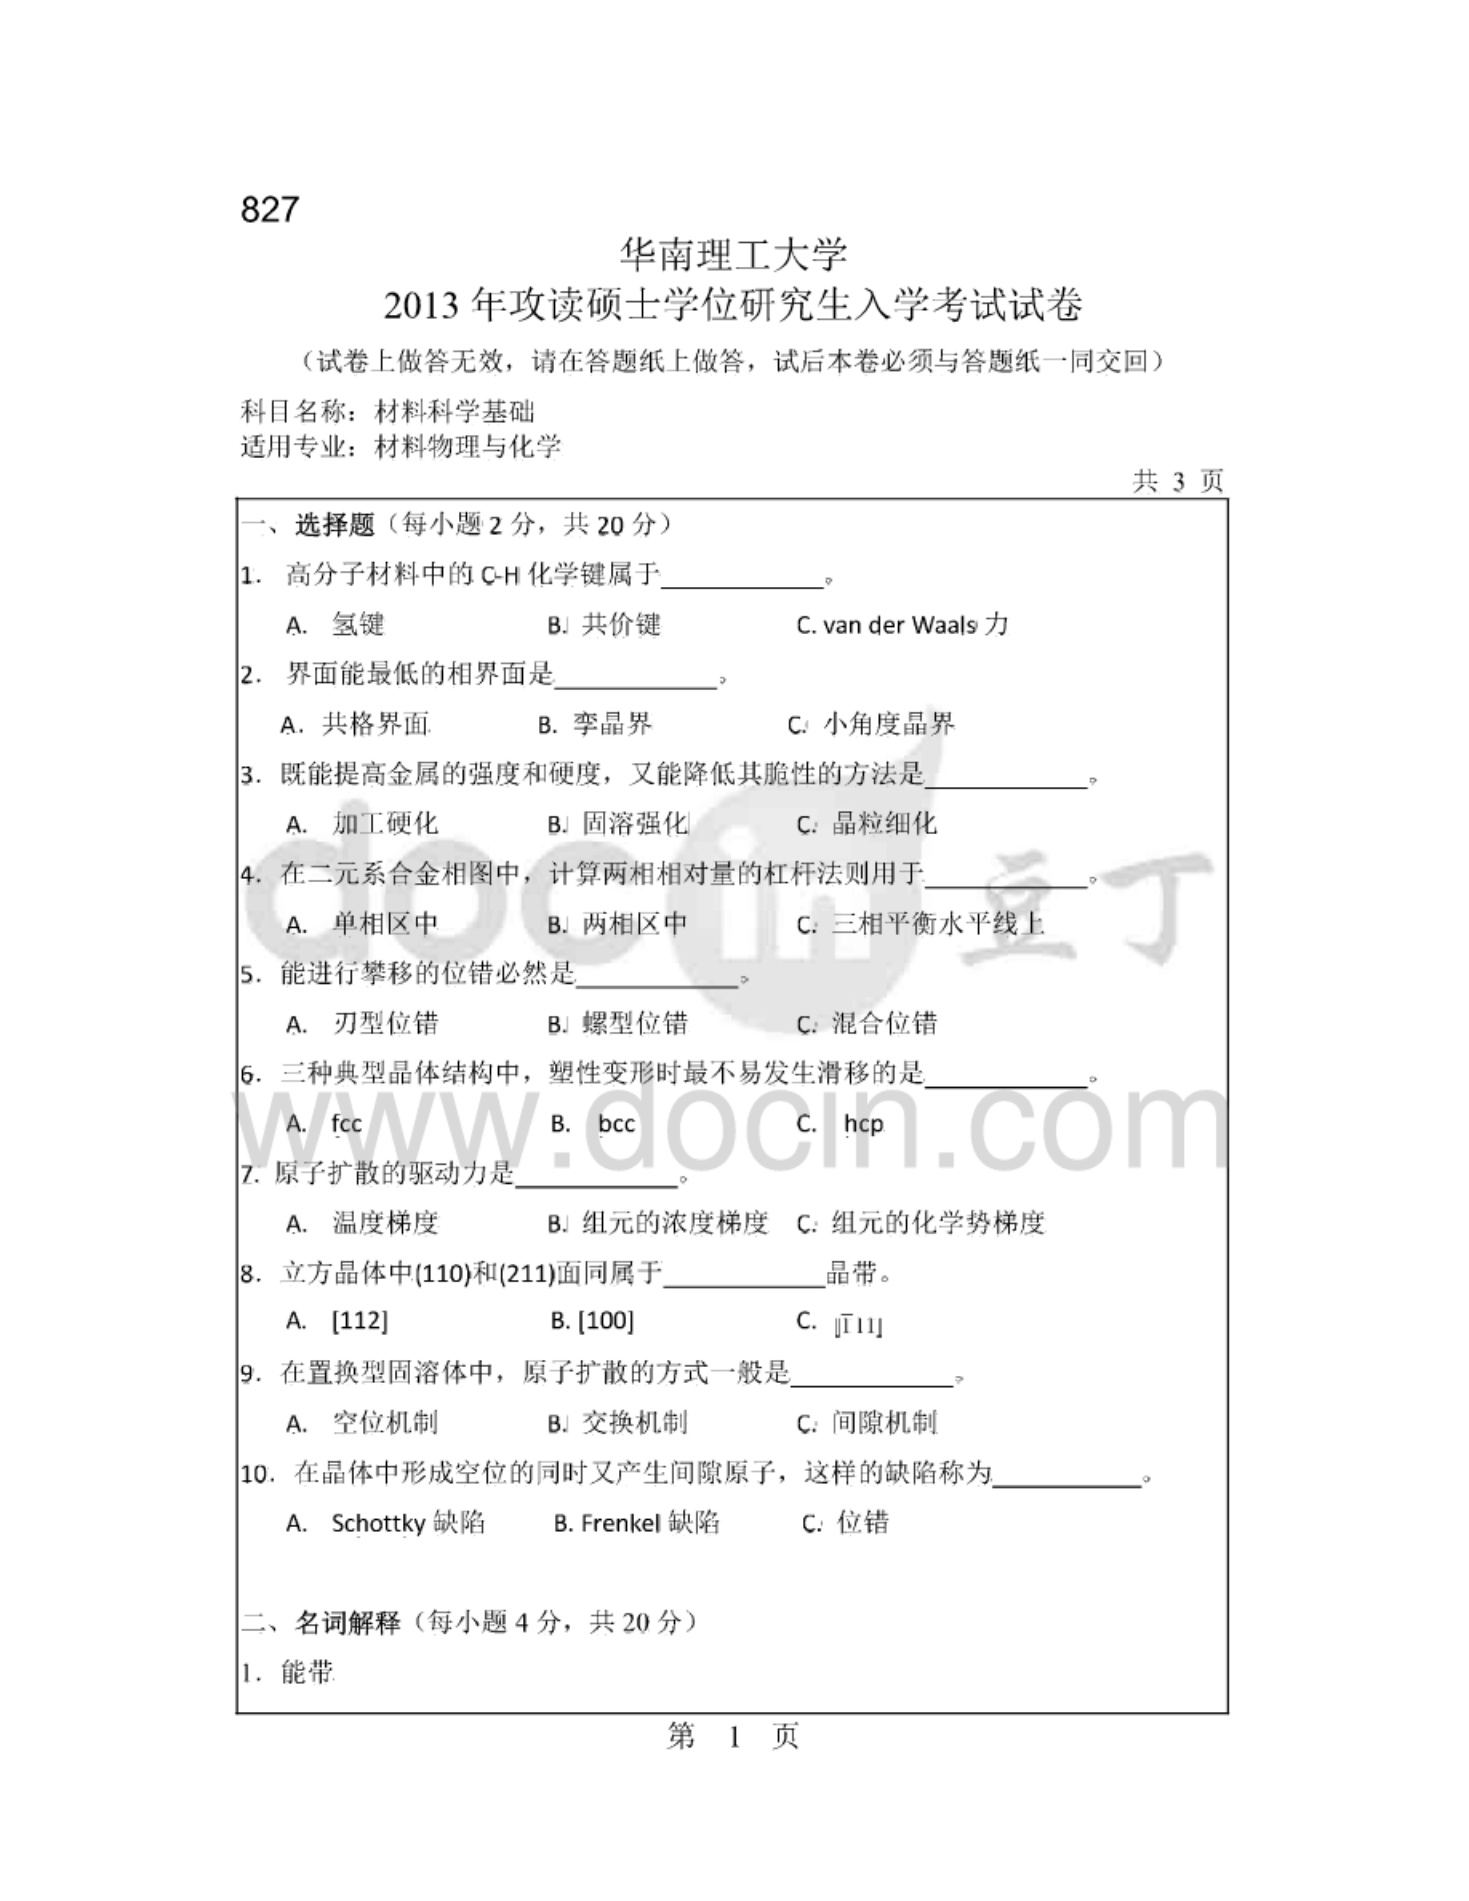 827
华南理工大学
2013 年攻读硕士学位研究生入学考试试卷
（试卷上做答无效，请在答题纸上做答，试后本卷必须与答题纸一同交回）
科目名称：材料科学基础
适用专业：材料物理与化学
共 3 页
一、选择题（每小题 2 分，共 20 分）
1. 高分子材料中的 C-H 化学键属于____________。
A. 氢键 B. 共价键 C. van der Waals 力
2. 界面能最低的相界面是____________。
A. 共格界面 B. 孪晶界 C. 小角度晶界
3. 既能提高金属的强度和硬度，又能降低其脆性的方法是____________。
A. 加工硬化 B. 固溶强化 C. 晶粒细化
4. 在二元系合金相图中，计算两相相对量的杠杆法则用于____________。
A. 单相区中 B. 两相区中 C. 三相平衡水平线上
5. 能进行攀移的位错必然是____________。
A. 刃型位错 B. 螺型位错 C. 混合位错
6. 三种典型晶体结构中，塑性变形时最不易发生滑移的是____________。
A. fcc B. bcc C. hcp
7. 原子扩散的驱动力是____________。
A. 温度梯度 B. 组元的浓度梯度 C. 组元的化学势梯度
8. 立方晶体中(110)和(211)面同属于____________晶带。
A. [112] B. [100] C. [1̅11]
9. 在置换型固溶体中，原子扩散的方式一般是____________。
A. 空位机制 B. 交换机制 C. 间隙机制
10. 在晶体中形成空位的同时又产生间隙原子，这样的缺陷称为___________。
A. Schottky 缺陷 B. Frenkel 缺陷 C. 位错
二、名词解释（每小题 4 分，共 20 分）
1. 能带
第 1 页
docin 豆丁
www.docin.com